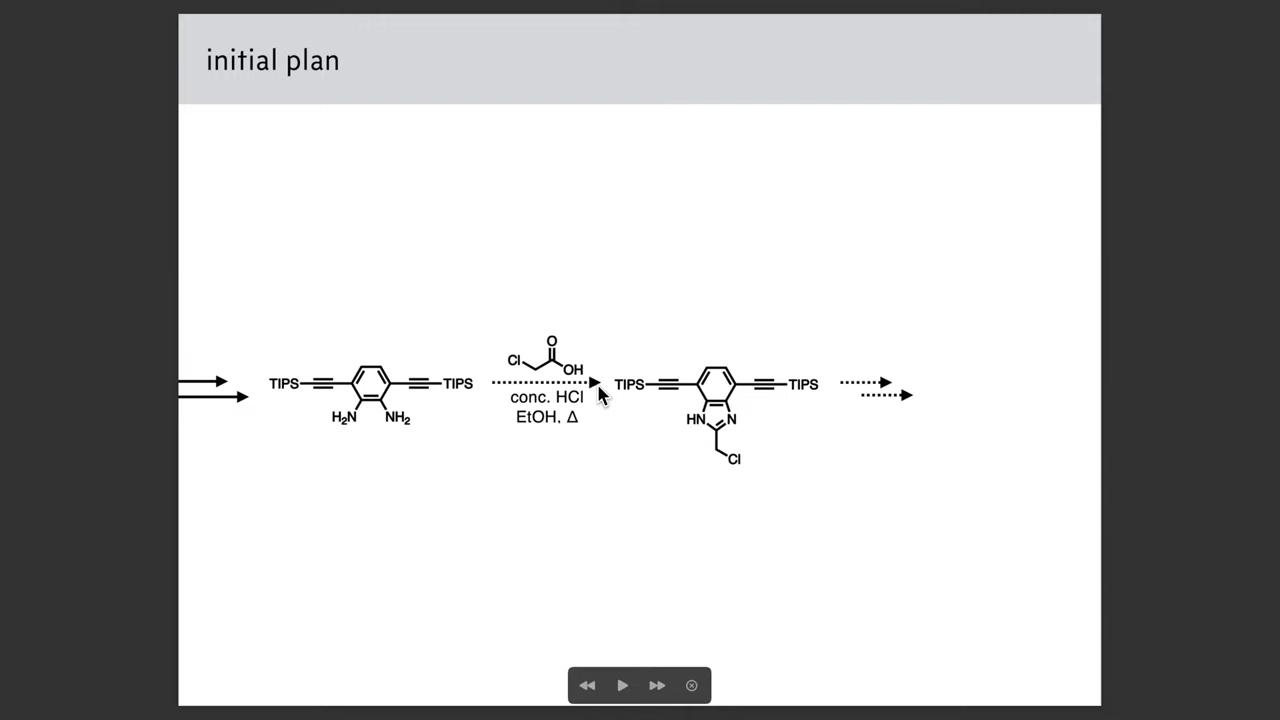 initial plan
O
Cl
OH
TIPS TIPS
H₂N NH₂
conc. HCl
EtOH, Δ
TIPS TIPS
HN N
Cl